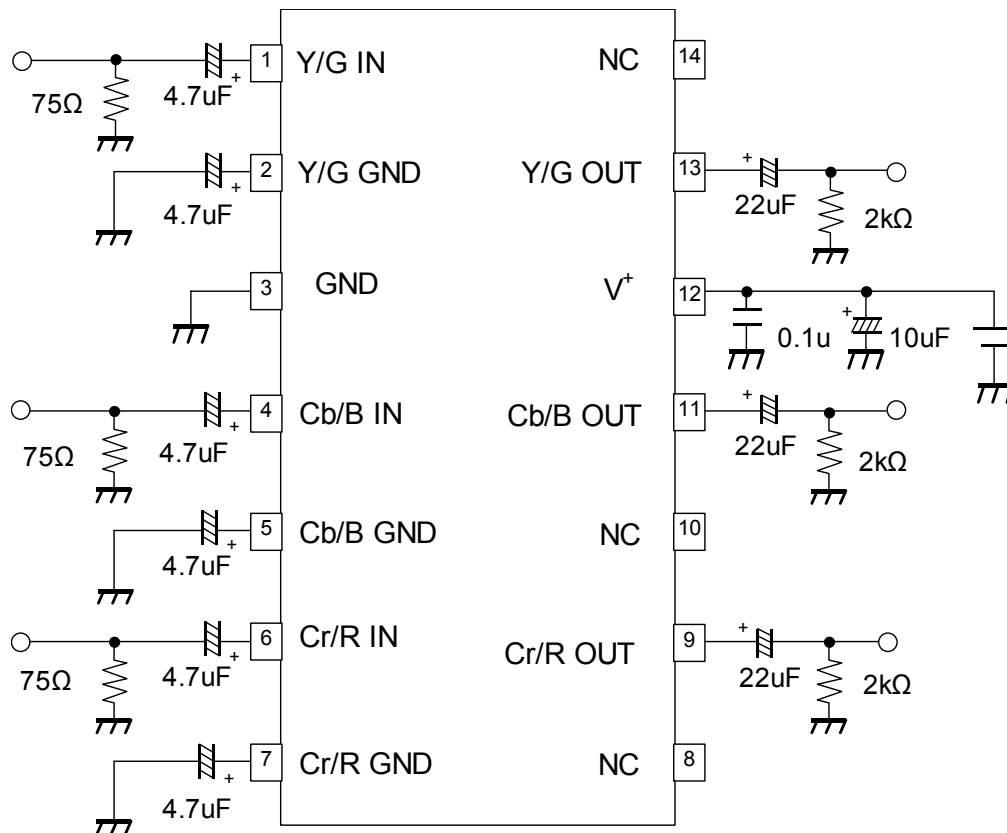 1 Y/G IN
NC 14
75Ω
4.7uF +
2 Y/G GND
Y/G OUT 13
+
4.7uF +
22uF
2kΩ
3 GND
V+ 12
+
0.1u
10uF
4 Cb/B IN
Cb/B OUT 11
+
75Ω
4.7uF +
22uF
2kΩ
5 Cb/B GND
NC 10
4.7uF +
6 Cr/R IN
Cr/R OUT 9
+
75Ω
4.7uF +
22uF
2kΩ
7 Cr/R GND
NC 8
4.7uF +